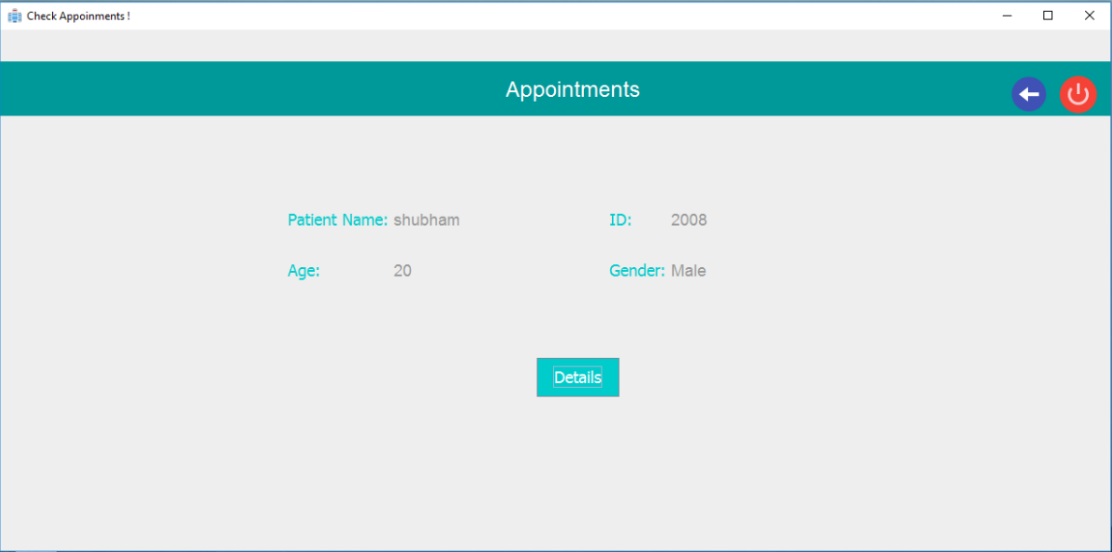 Check Appoinments !
Appointments
Patient Name: shubham ID: 2008
Age: 20 Gender: Male
Details